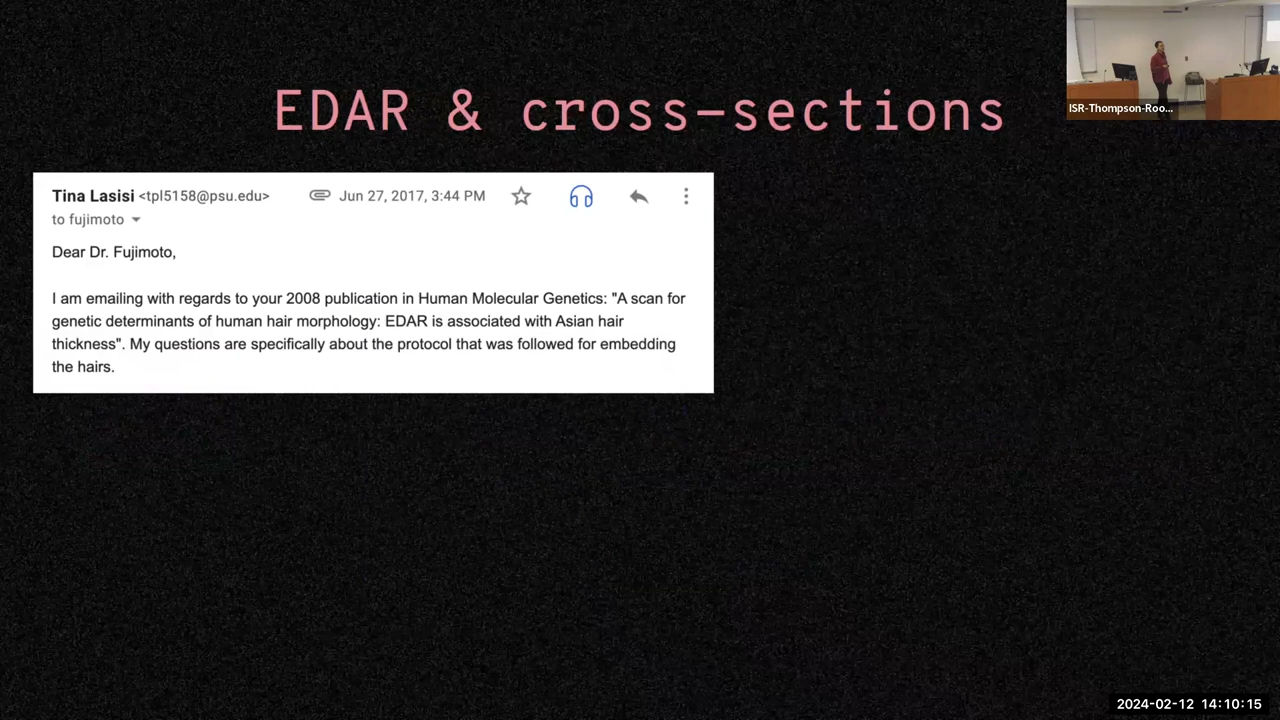 EDAR & cross-sections
ISR-Thompson-Roo...
Tina Lasisi <tpl5158@psu.edu> Jun 27, 2017, 3:44 PM
to fujimoto
Dear Dr. Fujimoto,
I am emailing with regards to your 2008 publication in Human Molecular Genetics: "A scan for
genetic determinants of human hair morphology: EDAR is associated with Asian hair
thickness". My questions are specifically about the protocol that was followed for embedding
the hairs.
2024-02-12 14:10:15